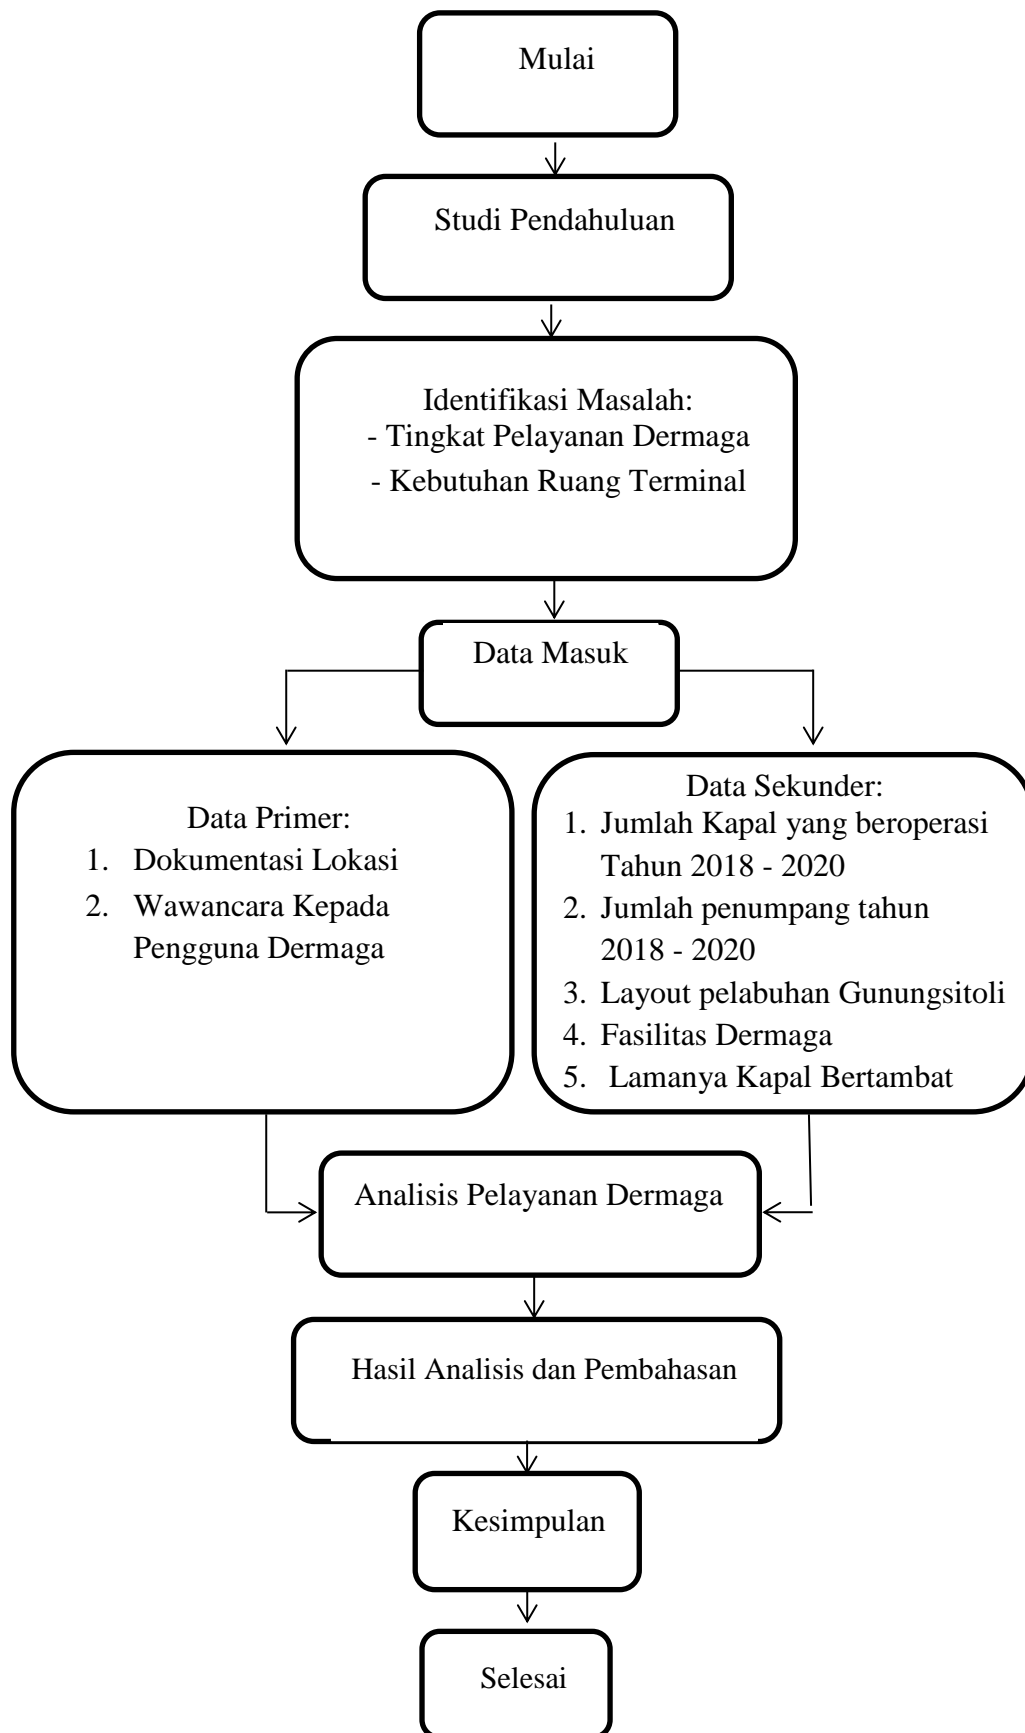 Mulai
Studi Pendahuluan
Identifikasi Masalah:
- Tingkat Pelayanan Dermaga
- Kebutuhan Ruang Terminal
Data Masuk
Data Primer:
1. Dokumentasi Lokasi
2. Wawancara Kepada
Pengguna Dermaga
Data Sekunder:
1. Jumlah Kapal yang beroperasi
Tahun 2018 - 2020
2. Jumlah penumpang tahun
2018 - 2020
3. Layout pelabuhan Gunungsitoli
4. Fasilitas Dermaga
5. Lamanya Kapal Bertambat
Analisis Pelayanan Dermaga
Hasil Analisis dan Pembahasan
Kesimpulan
Selesai